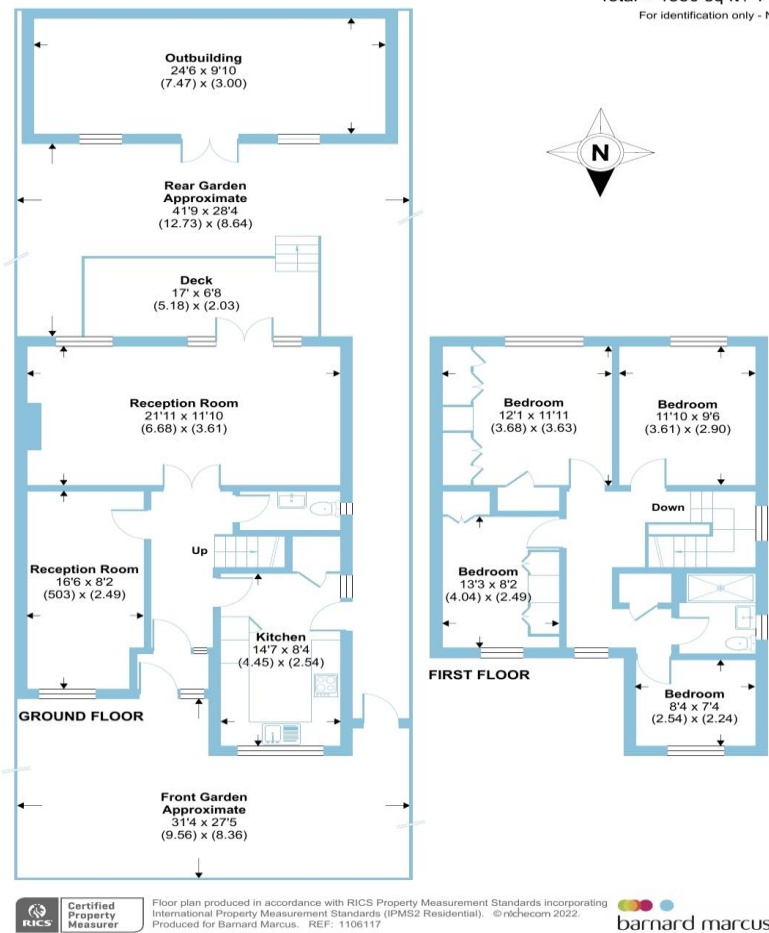 For identification only - N
Outbuilding
24'6 x 9'10
(7.47) x (3.00)
N
Rear Garden
Approximate
41'9 x 28'4
(12.73) x (8.64)
Deck
17' x 6'8
(5.18) x (2.03)
Reception Room
21'11 x 11'10
(6.68) x (3.61)
Bedroom
12'1 x 11'11
(3.68) x (3.63)
Bedroom
11'10 x 9'6
(3.61) x (2.90)
Up
Down
Reception Room
16'6 x 8'2
(503) x (2.49)
Bedroom
13'3 x 8'2
(4.04) x (2.49)
Kitchen
14'7 x 8'4
(4.45) x (2.54)
GROUND FLOOR
FIRST FLOOR
Bedroom
8'4 x 7'4
(2.54) x (2.24)
Front Garden
Approximate
31'4 x 27'5
(9.56) x (8.36)
RICS
Certified
Property
Measurer
Floor plan produced in accordance with RICS Property Measurement Standards incorporating
International Property Measurement Standards (IPMS2 Residential). © nichecom 2022.
Produced for Barnard Marcus. REF: 1106117
barnard marcus